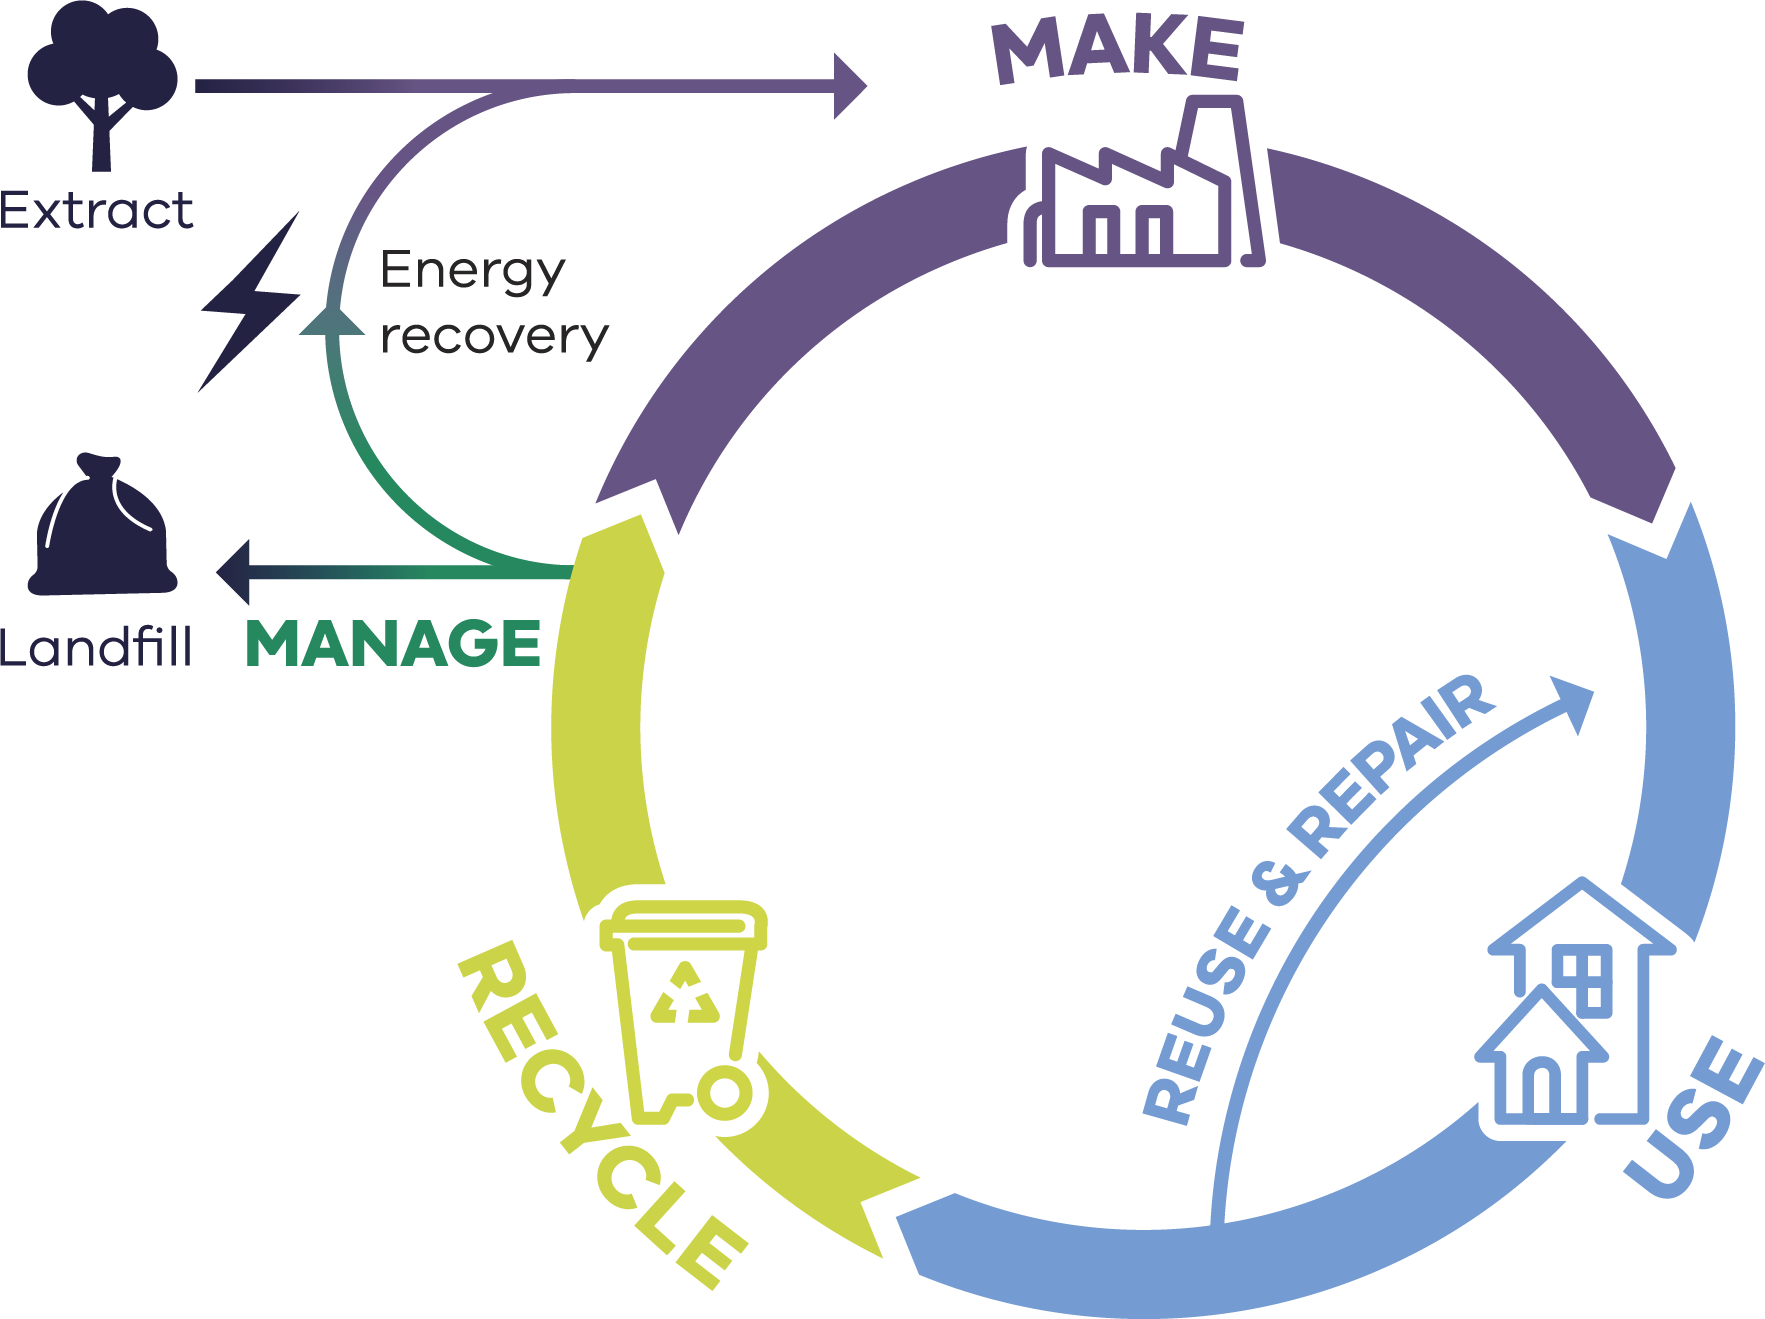 MAKE
Extract
Energy
recovery
Landfill
MANAGE
REUSE & REPAIR
RECYCLE
USE